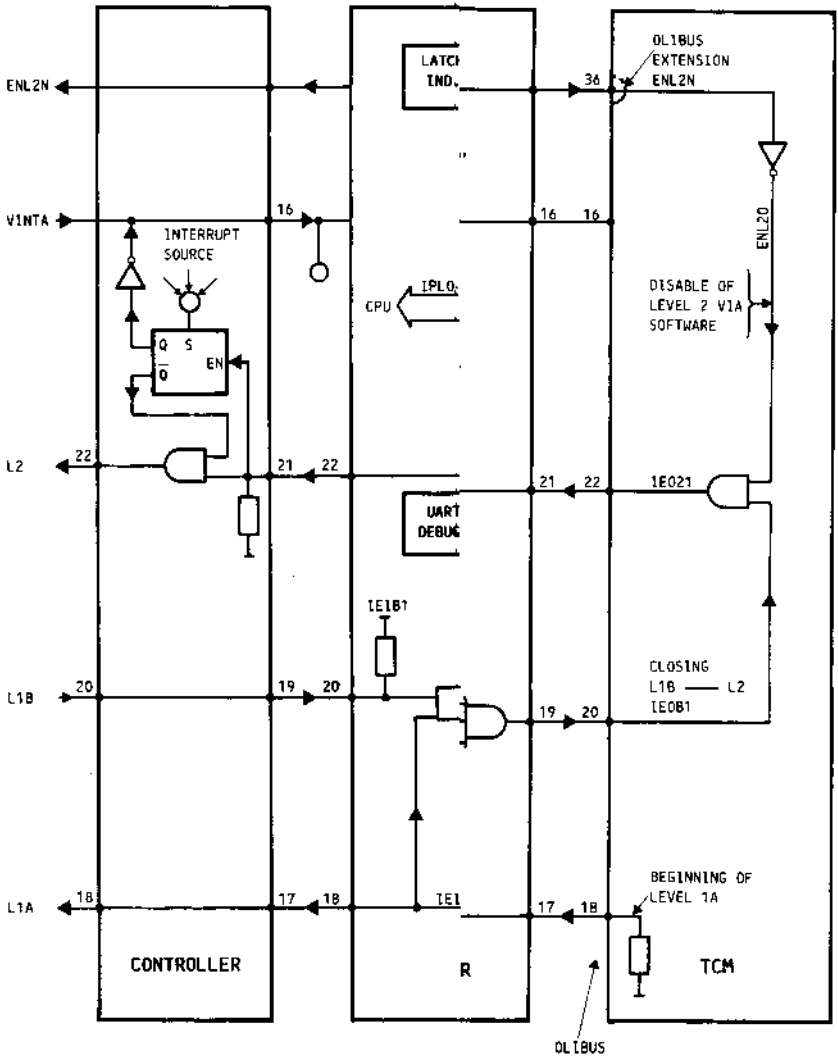 OLIBUS
EXTENSION
ENL2N
LATCH
IND.
ENL2N
36
V1NTA
16
16
16
INTERRUPT
SOURCE
ENL20
IPL0
CPU
DISABLE OF
LEVEL 2 V1A
SOFTWARE
Q S
Q
EN
L2
22
21
22
21
22
IE021
UART
DEBUG
IE1B1
CLOSING
L1B L2
IE0B1
L1B
20
19
20
19
20
BEGINNING OF
LEVEL 1A
L1A
18
17
18
IE1
17
18
CONTROLLER
R
TCM
OLIBUS